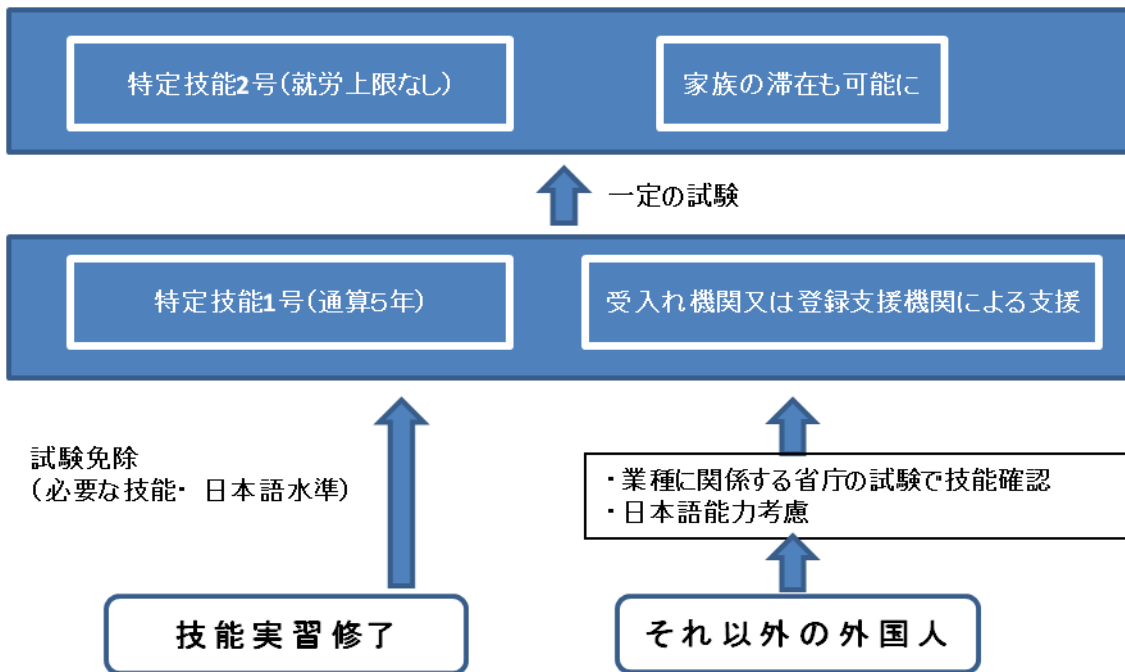 特定技能2号(就労上限なし)
家族の滞在も可能に
一定の試験
特定技能1号(通算5年)
受入れ機関又は登録支援機関による支援
試験免除
(必要な技能・ 日本語水準)
・業種に関係する省庁の試験で技能確認
・日本語能力考慮
技能実習修了
それ以外の外国人